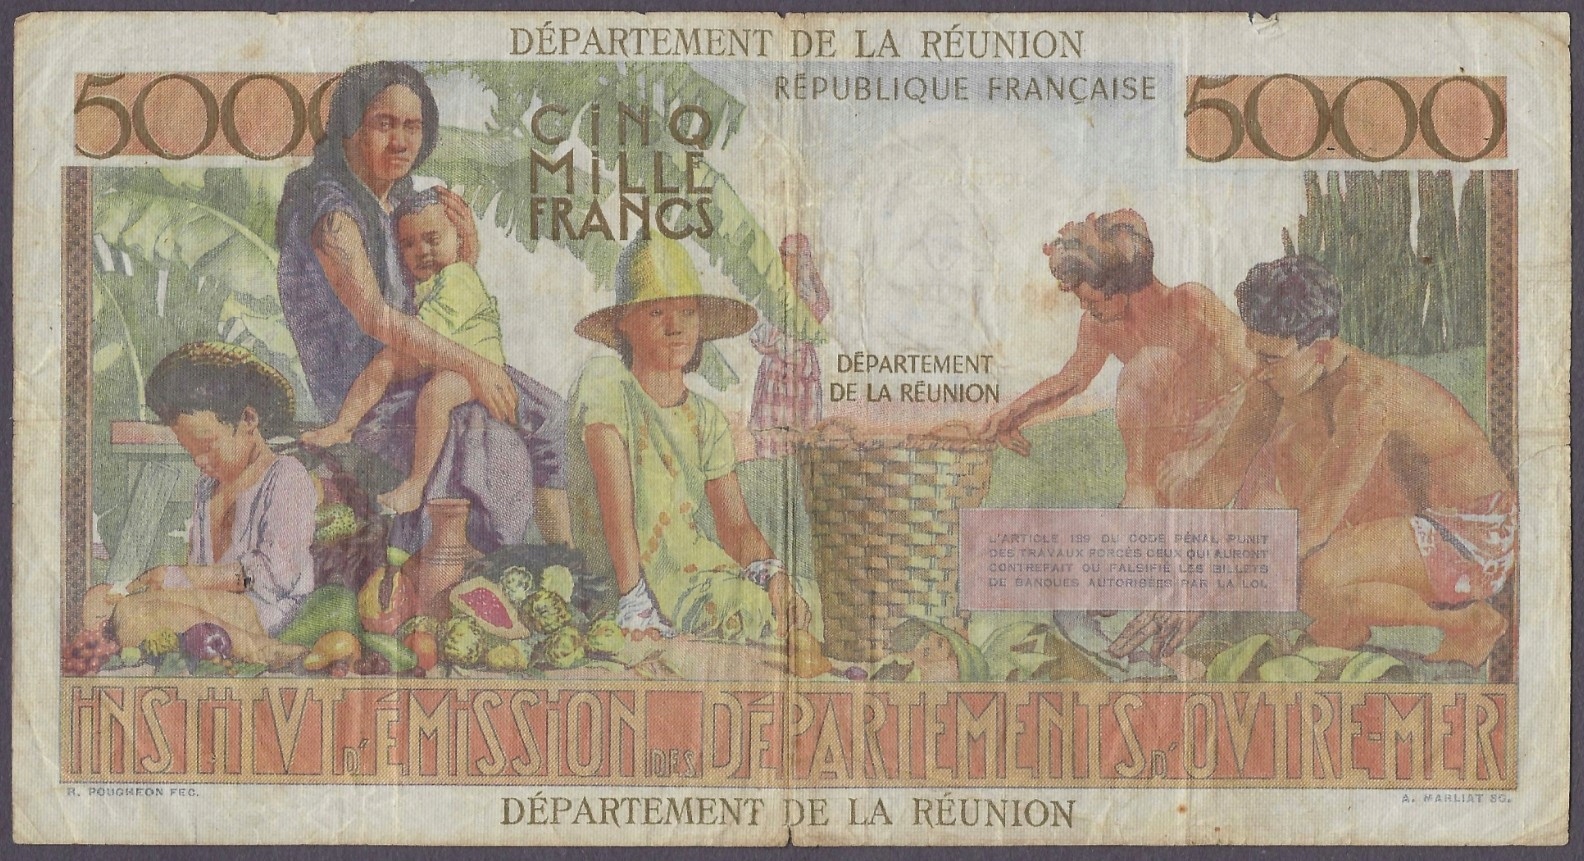 DÉPARTEMENT DE LA RÉUNION
RÉPUBLIQUE FRANÇAISE
5000
5000
CINQ
MILLE
FRANCS
DÉPARTEMENT
DE LA RÉUNION
L'ARTICLE 139 DU CODE PÉNAL PUNIT
DES TRAVAUX FORCÉS CEUX QUI AURONT
CONTREFAIT OU FALSIFIÉ LES BILLETS
DE BANQUES AUTORISÉES PAR LA LOI.
INSTITVT D'ÉMISSION DES DÉPARTEMENTS D'OVTRE-MER
R. POUGHEON FEC.
A. MARLIAT SC.
DÉPARTEMENT DE LA RÉUNION